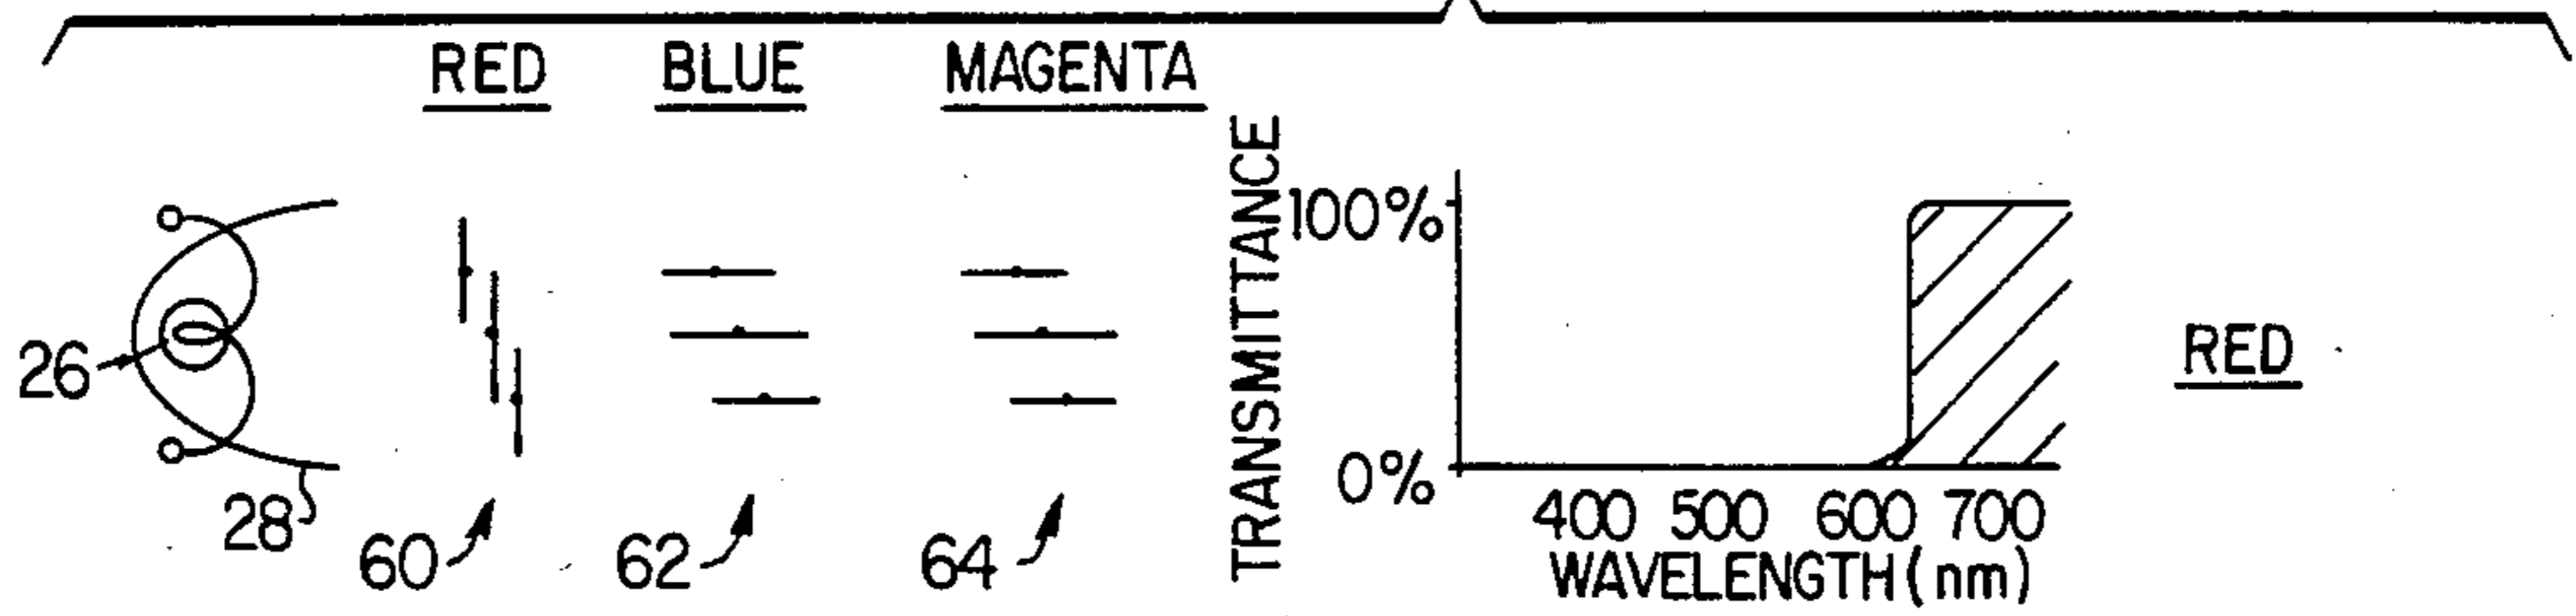 RED BLUE MAGENTA
TRANSMITTANCE
100%
0%
400 500 600 700
WAVELENGTH (nm)
RED
26
28
60
62
64